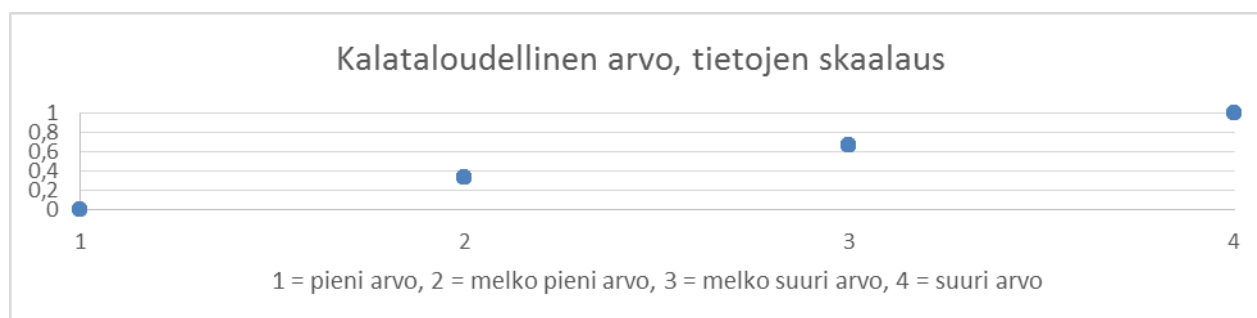 Kalataloudellinen arvo, tietojen skaalaus
1
0,8
0,6
0,4
0,2
0
1 2 3 4
1 = pieni arvo, 2 = melko pieni arvo, 3 = melko suuri arvo, 4 = suuri arvo